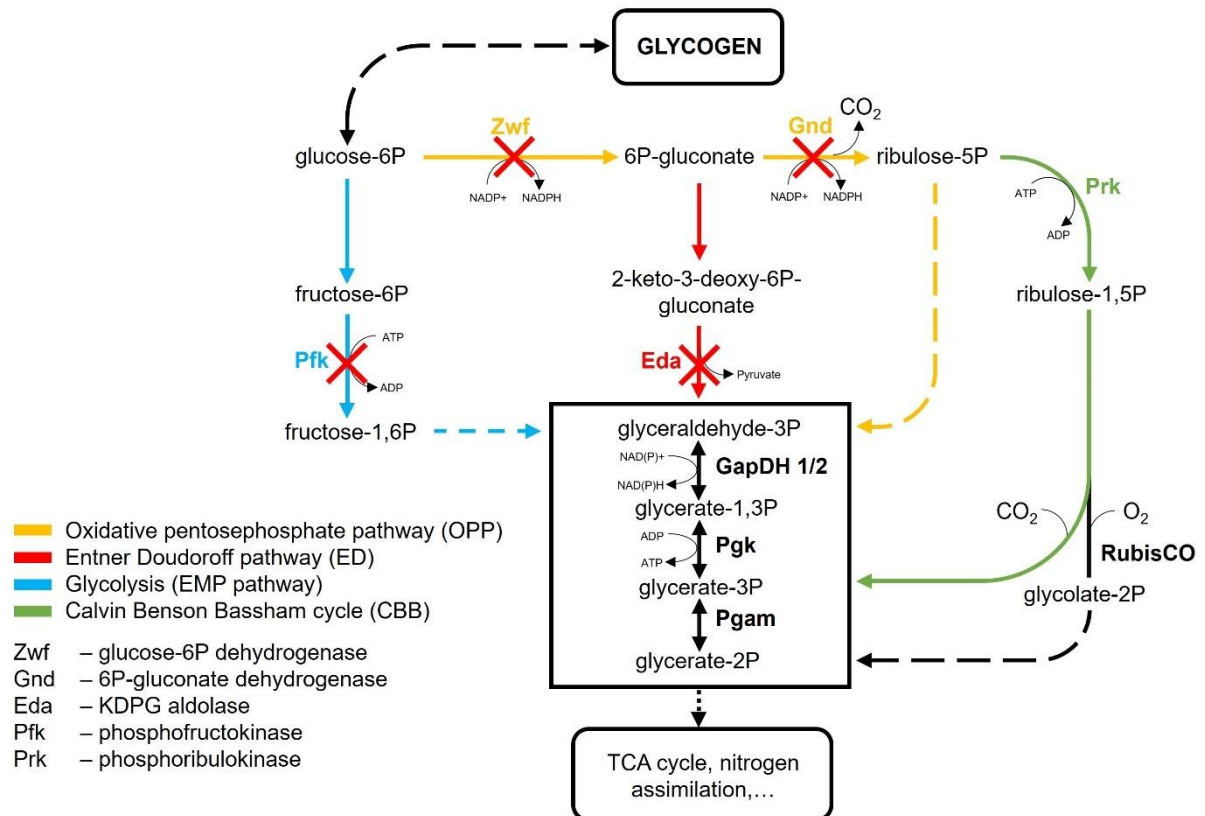 GLYCOGEN
CO2
Zwf
Gnd
glucose-6P
6P-gluconate
ribulose-5P
NADP+
NADPH
NADP+
NADPH
ATP
Prk
ADP
2-keto-3-deoxy-6P-
gluconate
fructose-6P
ribulose-1,5P
ATP
Pfk
ADP
Eda
Pyruvate
fructose-1,6P
glyceraldehyde-3P
NAD(P)+
GapDH 1/2
NAD(P)H
glycerate-1,3P
CO2
O2
ADP
Pgk
ATP
RubisCO
glycerate-3P
glycolate-2P
Pgam
glycerate-2P
TCA cycle, nitrogen
assimilation,...
Oxidative pentosephosphate pathway (OPP)
Entner Doudoroff pathway (ED)
Glycolysis (EMP pathway)
Calvin Benson Bassham cycle (CBB)
Zwf – glucose-6P dehydrogenase
Gnd – 6P-gluconate dehydrogenase
Eda – KDPG aldolase
Pfk – phosphofructokinase
Prk – phosphoribulokinase